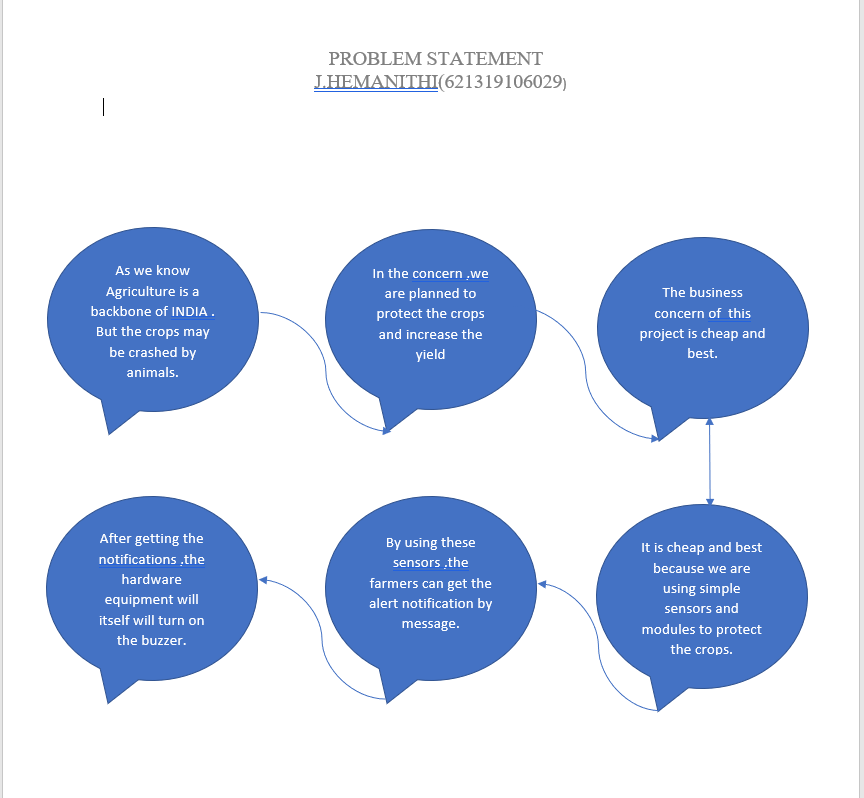 PROBLEM STATEMENT
J.HEMANITHI(621319106029)
As we know
Agriculture is a
backbone of INDIA .
But the crops may
be crashed by
animals.
In the concern .we
are planned to
protect the crops
and increase the
yield
The business
concern of  this
project is cheap and
best.
It is cheap and best
because we are
using simple
sensors and
modules to protect
the crops.
By using these
sensors .the
farmers can get the
alert notification by
message.
After getting the
notifications .the
hardware
equipment will
itself will turn on
the buzzer.